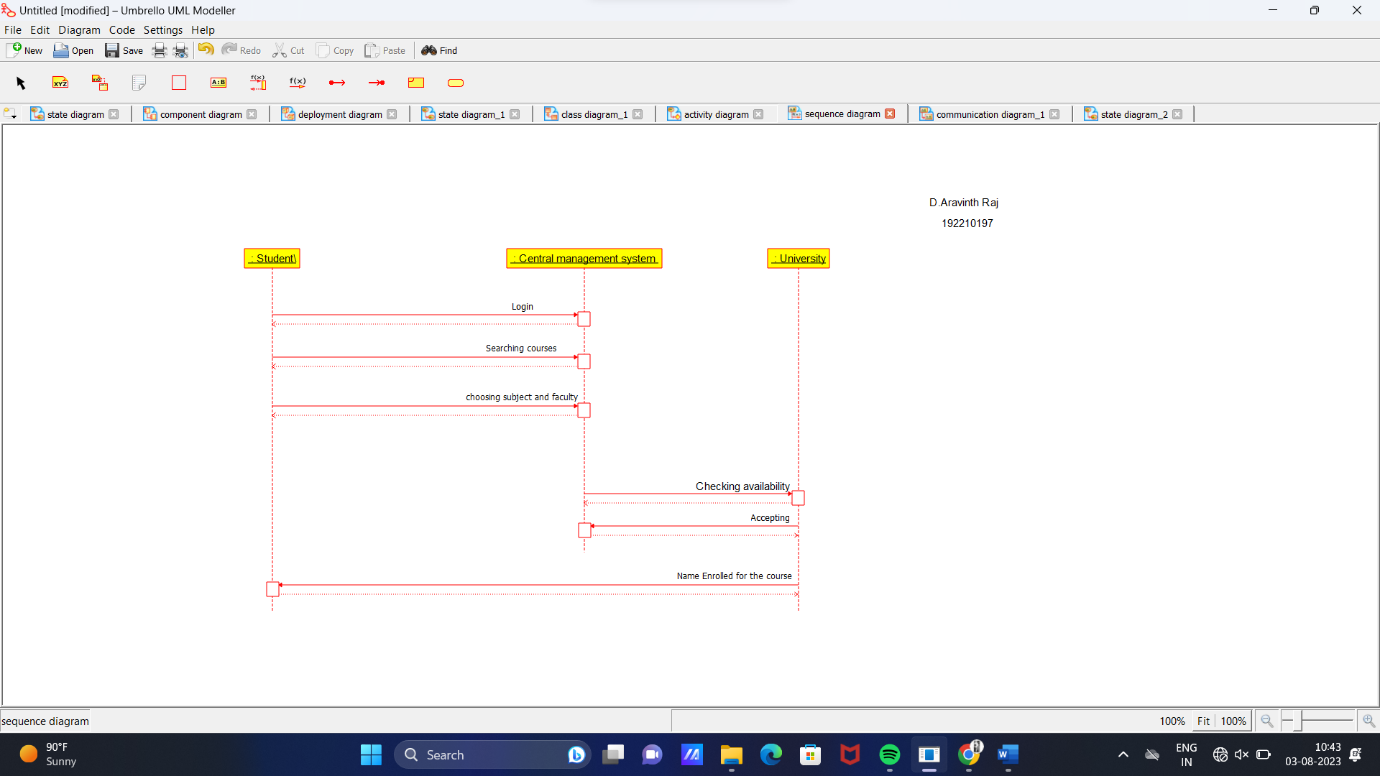 Untitled [modified] – Umbrello UML Modeller
File Edit Diagram Code Settings Help
New Open Save Redo Cut Copy Paste Find
XYZ A:B f(x) f(x)
state diagram component diagram deployment diagram state diagram_1 class diagram_1 activity diagram sequence diagram communication diagram_1 state diagram_2
D.Aravinth Raj
192210197
: Student\ : Central management system : University
Login
Searching courses
choosing subject and faculty
Checking availability
Accepting
Name Enrolled for the course
sequence diagram 100% Fit 100%
90°F
Sunny
Search
ENG
IN
10:43
03-08-2023